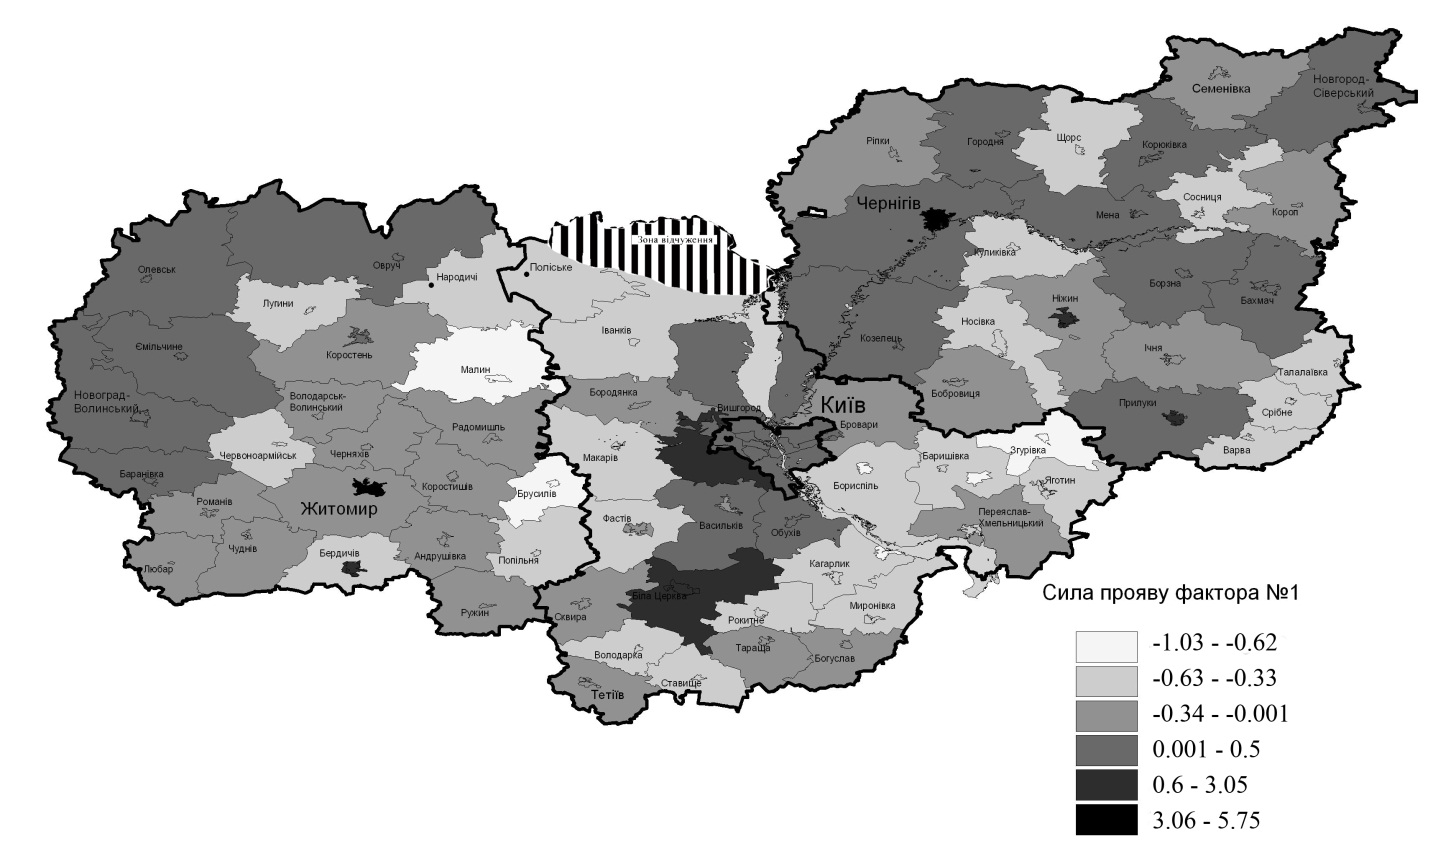 Семенівка
Новгород-
Сіверський
Ріпки
Городня
Щорс
Корюківка
Чернігів
Мена
Сосниця
Короп
Зона відчуження
Куликівка
Олевськ
Овруч
Народичі
Поліське
Борзна
Бахмач
Лугини
Ніжин
Носівка
Іванків
Козелець
Ємільчине
Коростень
Ічня
Малин
Талалаївка
Новоград-
Волинський
Володарськ-
Волинський
Бородянка
Вишгород
Київ
Бобровиця
Прилуки
Срібне
Радомишль
Бровари
Червоноармійськ
Черняхів
Макарів
Баришівка
Згурівка
Варва
Баранівка
Коростишів
Брусилів
Бориспіль
Яготин
Романів
Житомир
Фастів
Васильків
Обухів
Переяслав-
Хмельницький
Чуднів
Бердичів
Андрушівка
Попільня
Любар
Кагарлик
Ружин
Сквира
Біла Церква
Рокитне
Миронівка
Володарка
Тараща
Богуслав
Тетіїв
Ставище
Сила прояву фактора №1
-1.03 - -0.62
-0.63 - -0.33
-0.34 - -0.001
0.001 - 0.5
0.6 - 3.05
3.06 - 5.75